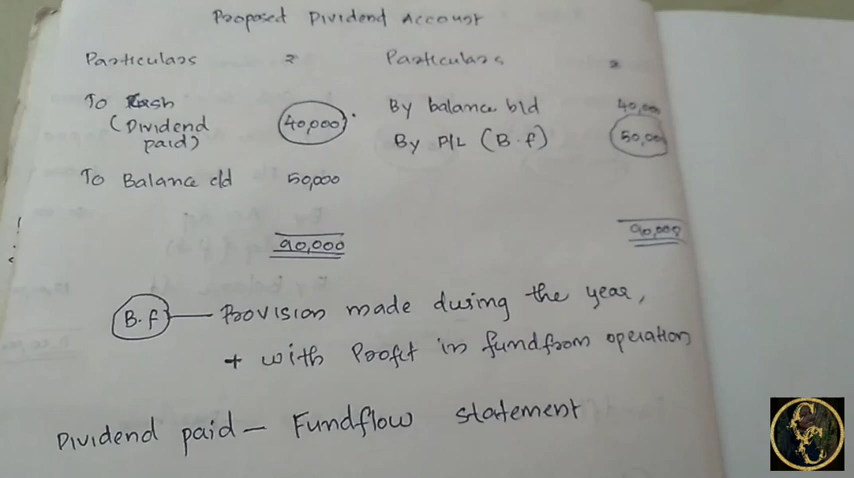 Proposed Dividend Account
Particulars ₹ Particulars ₹
To Cash 40,000 By balance b/d 40,000
(Dividend paid) By P/L (B.f) 50,000
To Balance c/d 50,000
90,000 90,000
B.f — Provision made during the year,
+ with Profit in fundfrom operation
Dividend paid — Fundflow statement